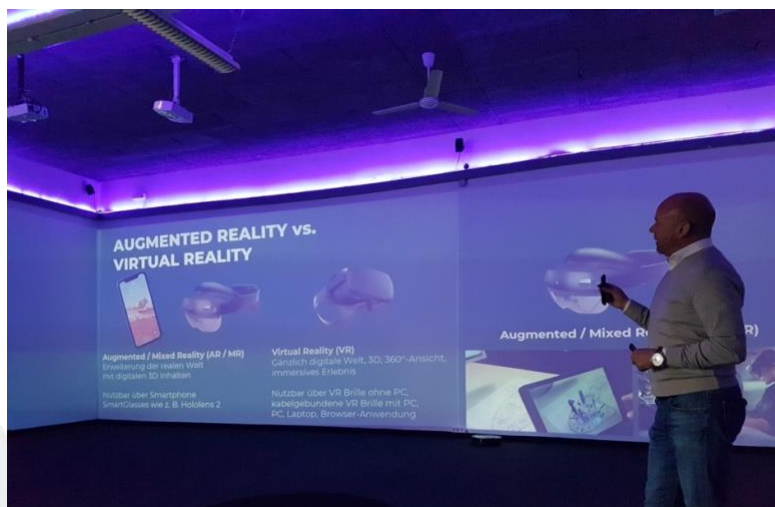 AUGMENTED REALITY vs.
VIRTUAL REALITY
Augmented / Mixed Reality (AR / MR)
Erweiterung der realen Welt
mit digitalen 3D Inhalten
Nutzbar über Smartphone
SmartGlasses wie z. B. Hololens 2
Virtual Reality (VR)
Gänzlich digitale Welt, 3D, 360°-Ansicht,
immersives Erlebnis
Nutzbar über VR Brille ohne PC,
kabelgebundene VR Brille mit PC,
PC, Laptop, Browser-Anwendung
Augmented / Mixed R R)